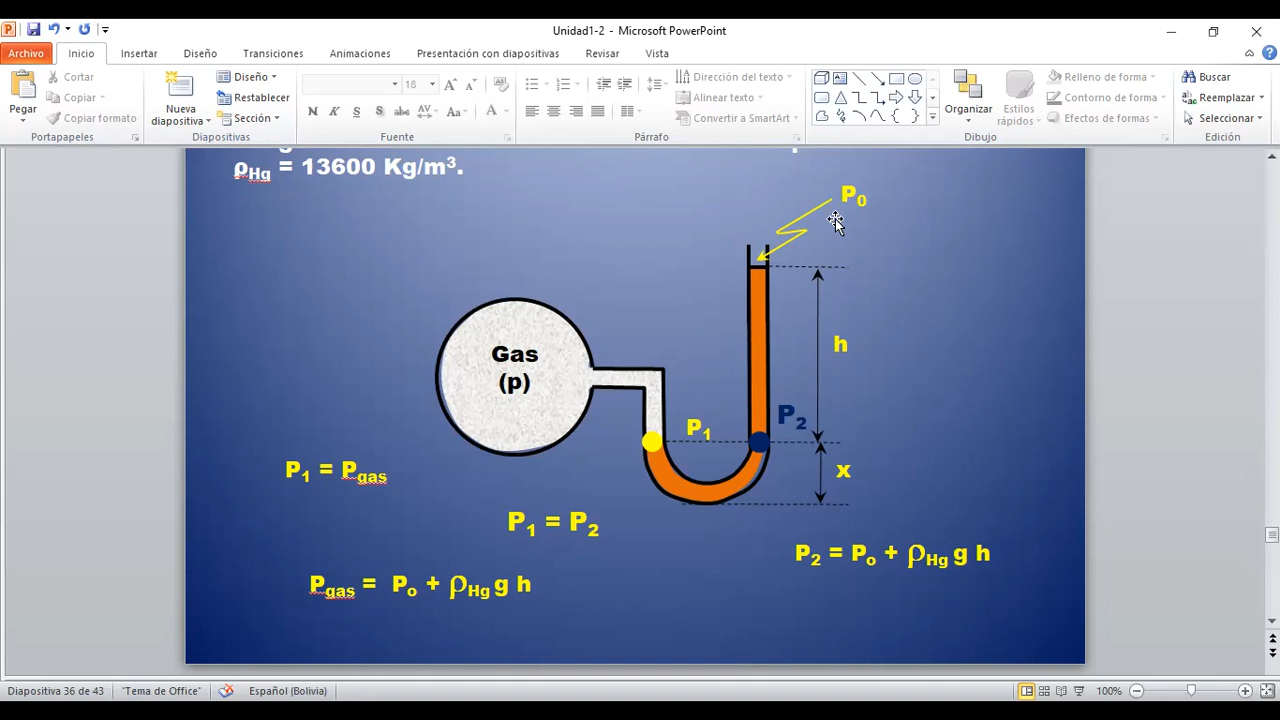 Unidad1-2 - Microsoft PowerPoint
Archivo Inicio Insertar Diseño Transiciones Animaciones Presentación con diapositivas Revisar Vista
Pegar
Cortar
Copiar
Copiar formato
Portapapeles
Nueva diapositiva
Diseño
Restablecer
Sección
Diapositivas
18
N K S S abc AV Aa A
Fuente
Párrafo
Dirección del texto
Alinear texto
Convertir a SmartArt
Organizar
Estilos rápidos
Relleno de forma
Contorno de forma
Efectos de formas
Dibujo
Buscar
Reemplazar
Seleccionar
Edición
ρHg = 13600 Kg/m³.
P₀
Gas
(p)
h
P₂
P₁
x
P₁ = Pgas
P₁ = P₂
P₂ = Po + ρHg g h
Pgas = Po + ρHg g h
Diapositiva 36 de 43 "Tema de Office" Español (Bolivia) 100%